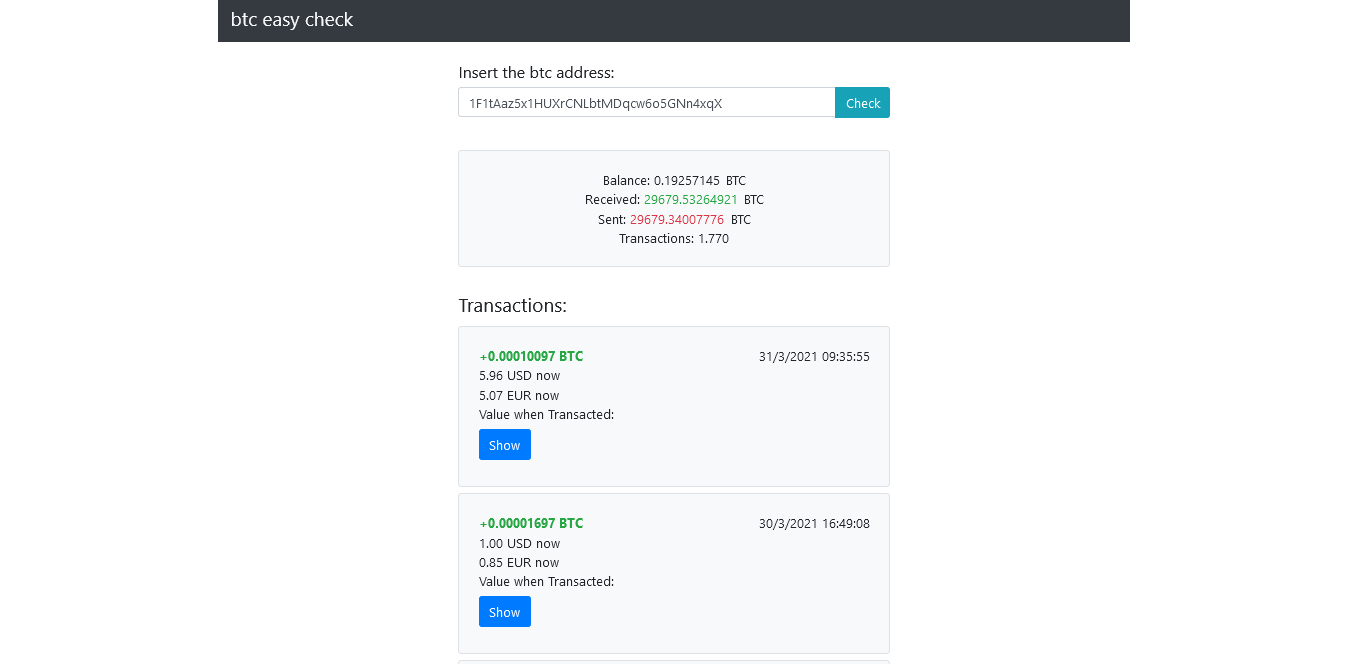 btc easy check
Insert the btc address:
1F1tAaz5x1HUXrCNLbtMDqcw6o5GNn4xqX
Check
Balance: 0.19257145 BTC
Received: 29679.53264921 BTC
Sent: 29679.34007776 BTC
Transactions: 1.770
Transactions:
+0.00010097 BTC 31/3/2021 09:35:55
5.96 USD now
5.07 EUR now
Value when Transacted:
Show
+0.00001697 BTC 30/3/2021 16:49:08
1.00 USD now
0.85 EUR now
Value when Transacted:
Show